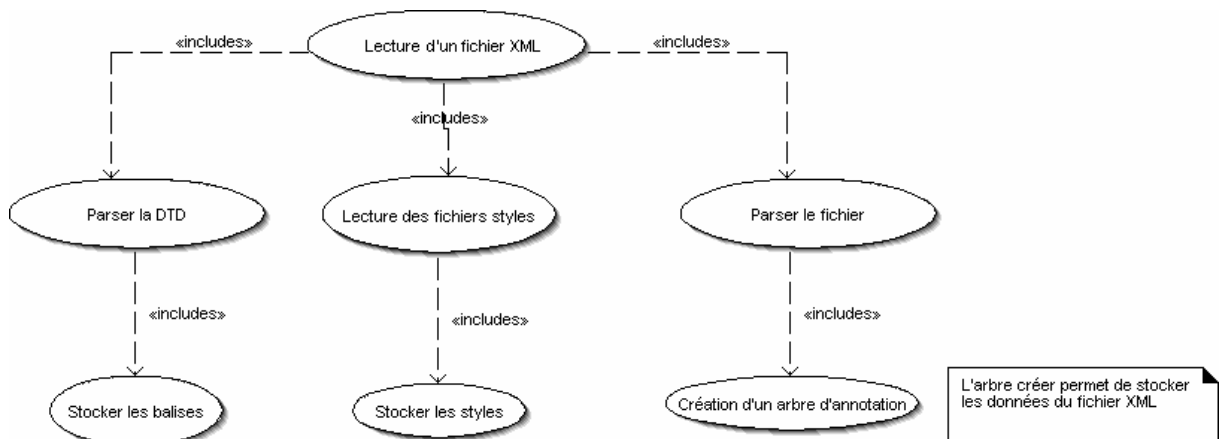 Lecture d'un fichier XML
«includes»
«includes»
«includes»
Parser la DTD
Lecture des fichiers styles
Parser le fichier
«includes»
«includes»
«includes»
Stocker les balises
Stocker les styles
Création d'un arbre d'annotation
L'arbre créer permet de stocker
les données du fichier XML